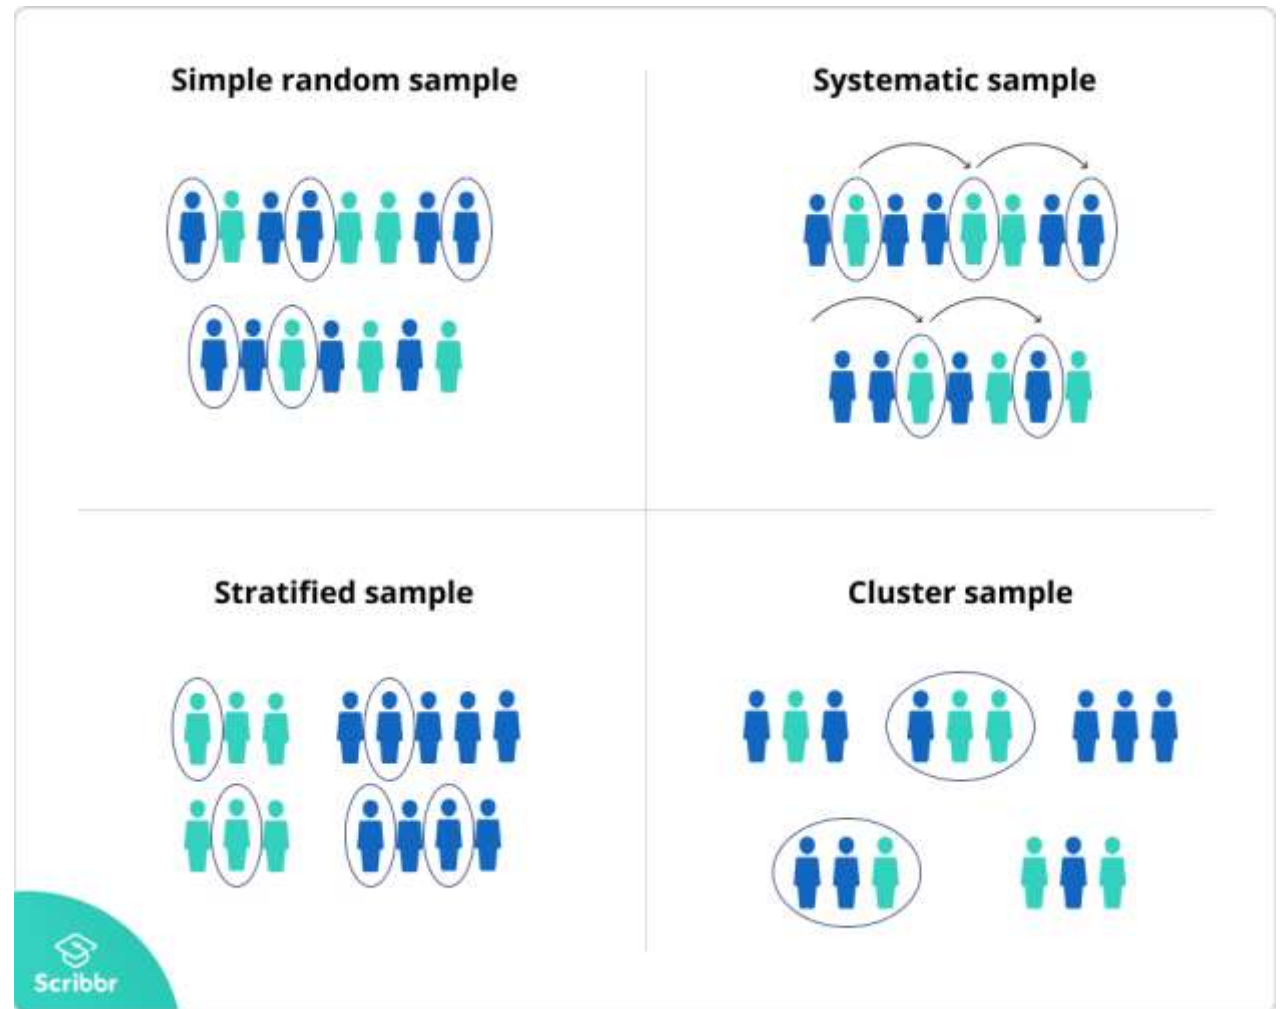 Simple random sample
Systematic sample
Stratified sample
Cluster sample
Scribbr